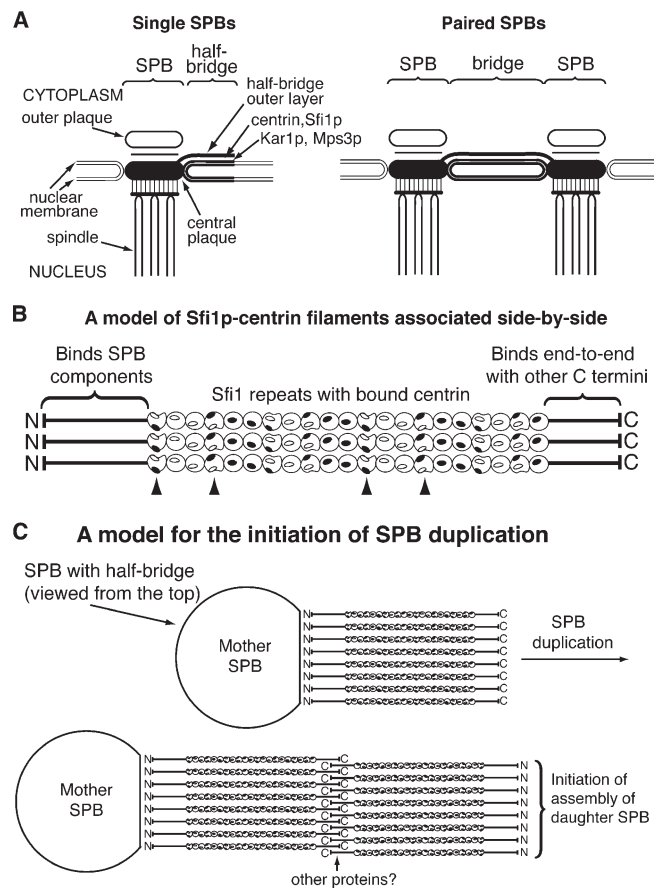 A
Single SPBs
Paired SPBs
SPB
half-
bridge
SPB
bridge
SPB
CYTOPLASM
outer plaque
half-bridge
outer layer
centrin,Sfi1p
Kar1p, Mps3p
nuclear
membrane
central
plaque
spindle
NUCLEUS
B
A model of Sfi1p-centrin filaments associated side-by-side
Binds SPB
components
Sfi1 repeats with bound centrin
Binds end-to-end
with other C termini
N C
N C
N C
C
A model for the initiation of SPB duplication
SPB with half-bridge
(viewed from the top)
Mother
SPB
N C
N C
N C
N C
N C
N C
N C
N C
SPB
duplication
Mother
SPB
N C
C N
N C
C N
N C
C N
N C
C N
N C
C N
N C
C N
N C
C N
N C
C N
Initiation of
assembly of
daughter SPB
other proteins?